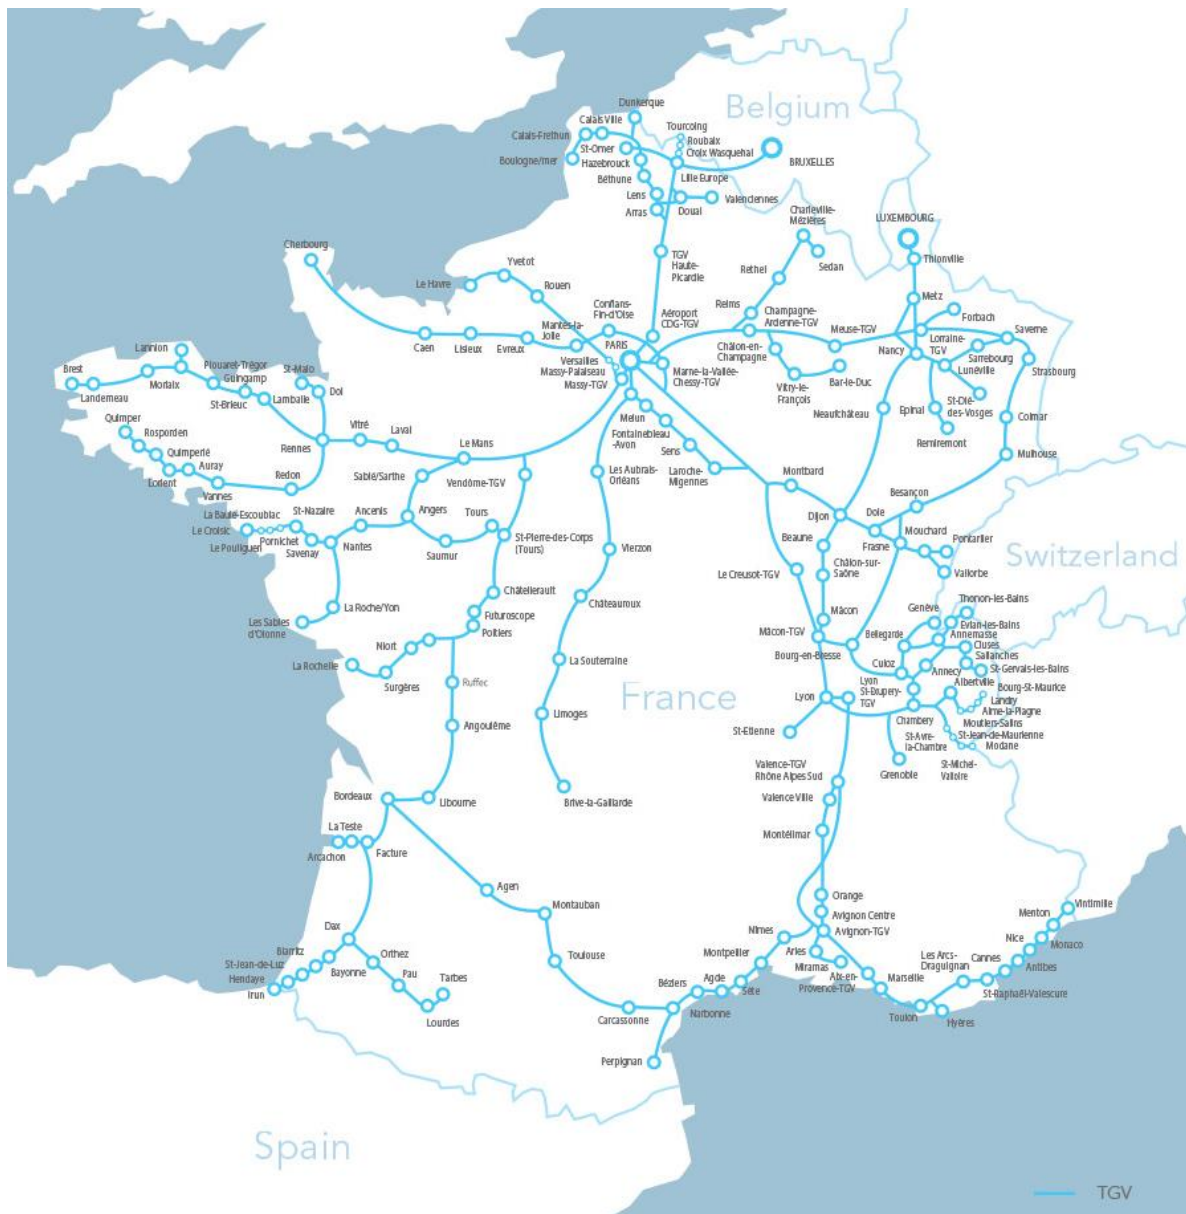 Belgium
Dunkerque
Calais Ville
Tourcoing
Calais-Frethun
Roubaix
St-Omer
Croix Wasquehal
Boulogne/mer
Hazebrouck
BRUXELLES
Béthune
Lille Europe
Lens
Valenciennes
Arras
Douai
Charleville-
Mézières
LUXEMBOURG
Cherbourg
TGV
Haute-
Picardie
Sedan
Thionville
Yvetot
Rethel
Le Havre
Rouen
Metz
Conflans-
Fin-d'Oise
Reims
Forbach
Aéroport
CDG-TGV
Champagne-
Ardenne-TGV
Mantes-la-
Jolie
Meuse-TGV
Saverne
Caen
Lisieux
Evreux
PARIS
Châlon-en-
Champagne
Nancy
Lorraine-
TGV
Lannion
Versailles
Sarrebourg
Plouaret-Trégor
St-Malo
Massy-Palaiseau
Marne-la-Vallée-
Chessy-TGV
Lunéville
Strasbourg
Brest
Guingamp
Massy-TGV
Morlaix
Landerneau
Dol
Vitry-le-
François
Bar-le-Duc
St-Dié-
des-Vosges
St-Brieuc
Lamballe
Melun
Neufchâteau
Epinal
Quimper
Colmar
Rosporden
Vitré
Laval
Fontainebleau
-Avon
Remiremont
Quimperlé
Rennes
Le Mans
Sens
Mulhouse
Auray
Redon
Sablé/Sarthe
Vendôme-TGV
Les Aubrais-
Orléans
Laroche-
Migennes
Montbard
Lorient
Vannes
Besançon
La Baule-Escoublac
St-Nazaire
Ancenis
Angers
Tours
Dijon
Dole
Le Croisic
Mouchard
Pornichet
Beaune
Frasne
Pontarlier
Le Pouliguen
Savenay
Nantes
Saumur
St-Pierre-des-Corps
(Tours)
Vierzon
Switzerland
Le Creusot-TGV
Châlon-sur-
Saône
Vallorbe
Châtellerault
Châteauroux
Thonon-les-Bains
La Roche/Yon
Futuroscope
Mâcon
Genève
Les Sables
d'Olonne
Poitiers
Evian-les-Bains
Mâcon-TGV
Bellegarde
Annemasse
Niort
Bourg-en-Bresse
Cluses
La Rochelle
La Souterraine
Culoz
Sallanches
Annecy
St-Gervais-les-Bains
Surgères
Ruffec
France
Lyon
Lyon
St-Exupery-
TGV
Albertville
Bourg-St-Maurice
Landry
Aime-la-Plagne
Limoges
Chambery
Moutiers-Salins
Angoulême
St-Etienne
St-Avre-
la-Chambre
St-Jean-de-Maurienne
Modane
St-Michel-
Valloire
Valence-TGV
Rhône Alpes Sud
Grenoble
Bordeaux
Libourne
Brive-la-Gaillarde
Valence Ville
La Teste
Montélimar
Arcachon
Facture
Agen
Orange
Montauban
Avignon Centre
Vintimille
Dax
Nîmes
Avignon-TGV
Menton
Biarritz
Toulouse
Montpellier
Arles
Les Arcs-
Draguignan
Nice
Monaco
St-Jean-de-Luz
Orthez
Miramas
Cannes
Hendaye
Bayonne
Pau
Tarbes
Béziers
Agde
Aix-en-
Provence-TGV
Marseille
Antibes
Irun
Sète
St-Raphaël-Valescure
Lourdes
Carcassonne
Narbonne
Toulon
Hyères
Perpignan
Spain
TGV